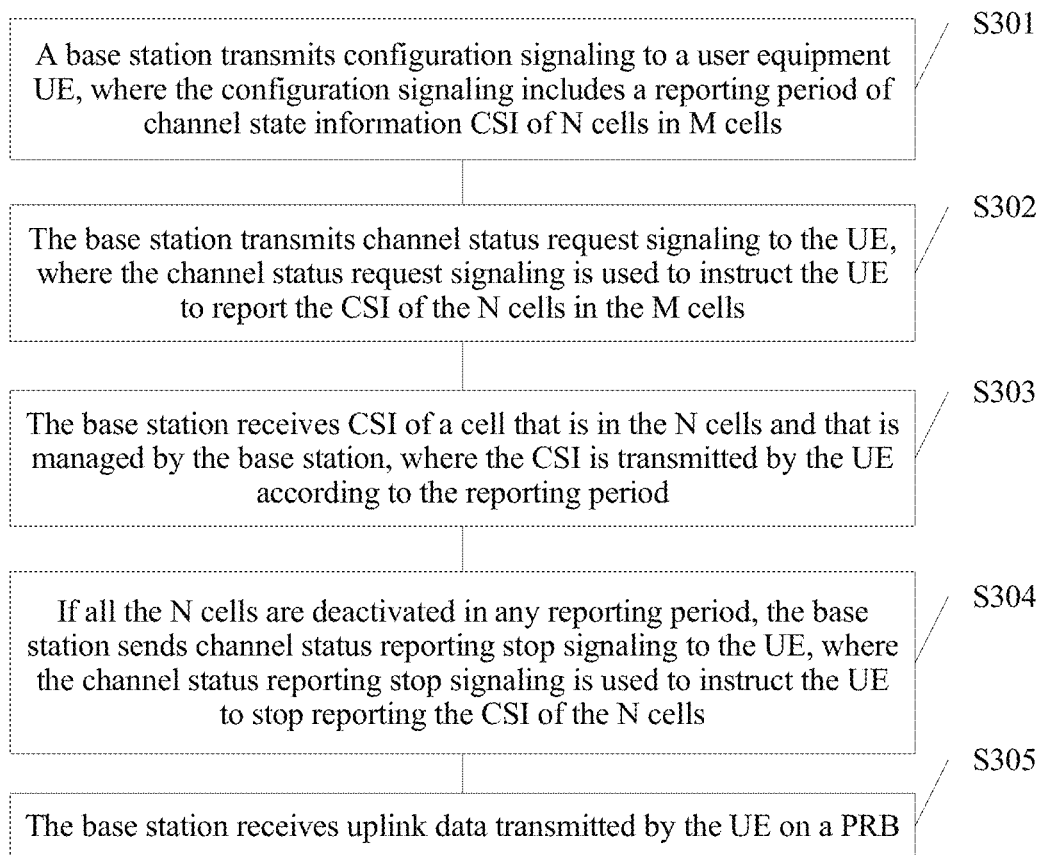 S301
A base station transmits configuration signaling to a user equipment
UE, where the configuration signaling includes a reporting period of
channel state information CSI of N cells in M cells
S302
The base station transmits channel status request signaling to the UE,
where the channel status request signaling is used to instruct the UE
to report the CSI of the N cells in the M cells
S303
The base station receives CSI of a cell that is in the N cells and that is
managed by the base station, where the CSI is transmitted by the UE
according to the reporting period
S304
If all the N cells are deactivated in any reporting period, the base
station sends channel status reporting stop signaling to the UE, where
the channel status reporting stop signaling is used to instruct the UE
to stop reporting the CSI of the N cells
S305
The base station receives uplink data transmitted by the UE on a PRB